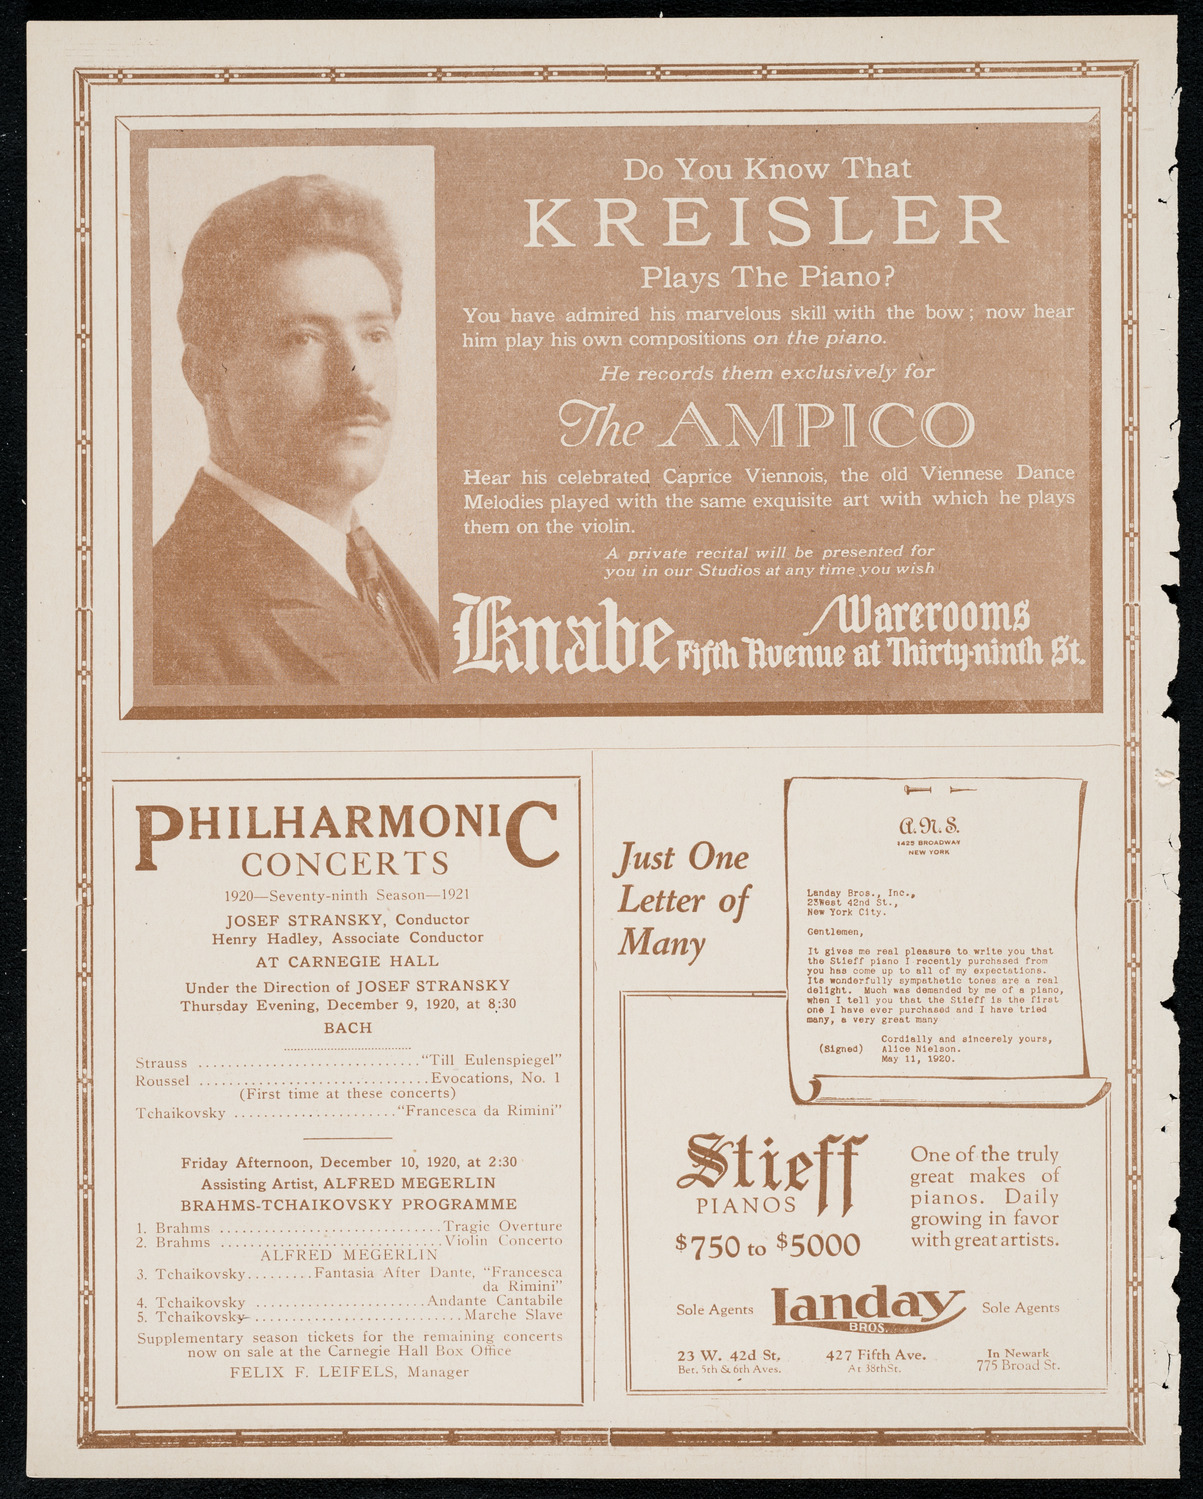 Do You Know That
KREISLER
Plays The Piano?
You have admired his marvelous skill with the bow; now hear
him play his own compositions on the piano.
He records them exclusively for
The AMPICO
Hear his celebrated Caprice Viennois, the old Viennese Dance
Melodies played with the same exquisite art with which he plays
them on the violin.
A private recital will be presented for
you in our Studios at any time you wish
Knabe Warerooms
Fifth Avenue at Thirty-ninth St.
PHILHARMONIC
CONCERTS
1920—Seventy-ninth Season—1921
JOSEF STRANSKY, Conductor
Henry Hadley, Associate Conductor
AT CARNEGIE HALL
Under the Direction of JOSEF STRANSKY
Thursday Evening, December 9, 1920, at 8:30
BACH
Strauss ............................"Till Eulenspiegel"
Roussel .............................Evocations, No. 1
(First time at these concerts)
Tchaikovsky ....................."Francesca da Rimini"
Friday Afternoon, December 10, 1920, at 2:30
Assisting Artist, ALFRED MEGERLIN
BRAHMS-TCHAIKOVSKY PROGRAMME
1. Brahms ............................Tragic Overture
2. Brahms ............................Violin Concerto
ALFRED MEGERLIN
3. Tchaikovsky.........Fantasia After Dante, "Francesca
da Rimini"
4. Tchaikovsky ......................Andante Cantabile
5. Tchaikovsky...........................Marche Slave
Supplementary season tickets for the remaining concerts
now on sale at the Carnegie Hall Box Office
FELIX F. LEIFELS, Manager
Just One
Letter of
Many
A.N.S.
1425 BROADWAY
NEW YORK
Landay Bros., Inc.,
23West 42nd St.,
New York City.
Gentlemen,
It gives me real pleasure to write you that
the Stieff piano I recently purchased from
you has come up to all of my expectations.
Its wonderfully sympathetic tones are a real
delight. Much was demanded by me of a piano,
when I tell you that the Stieff is the first
one I have ever purchased and I have tried
many, a very great many
Cordially and sincerely yours,
(Signed) Alice Nielson.
May 11, 1920.
Stieff
PIANOS
$750 to $5000
One of the truly
great makes of
pianos. Daily
growing in favor
with great artists.
Sole Agents Landay BROS. Sole Agents
23 W. 42d St. 427 Fifth Ave. In Newark
Bet. 5th & 6th Aves. At 38th St. 775 Broad St.